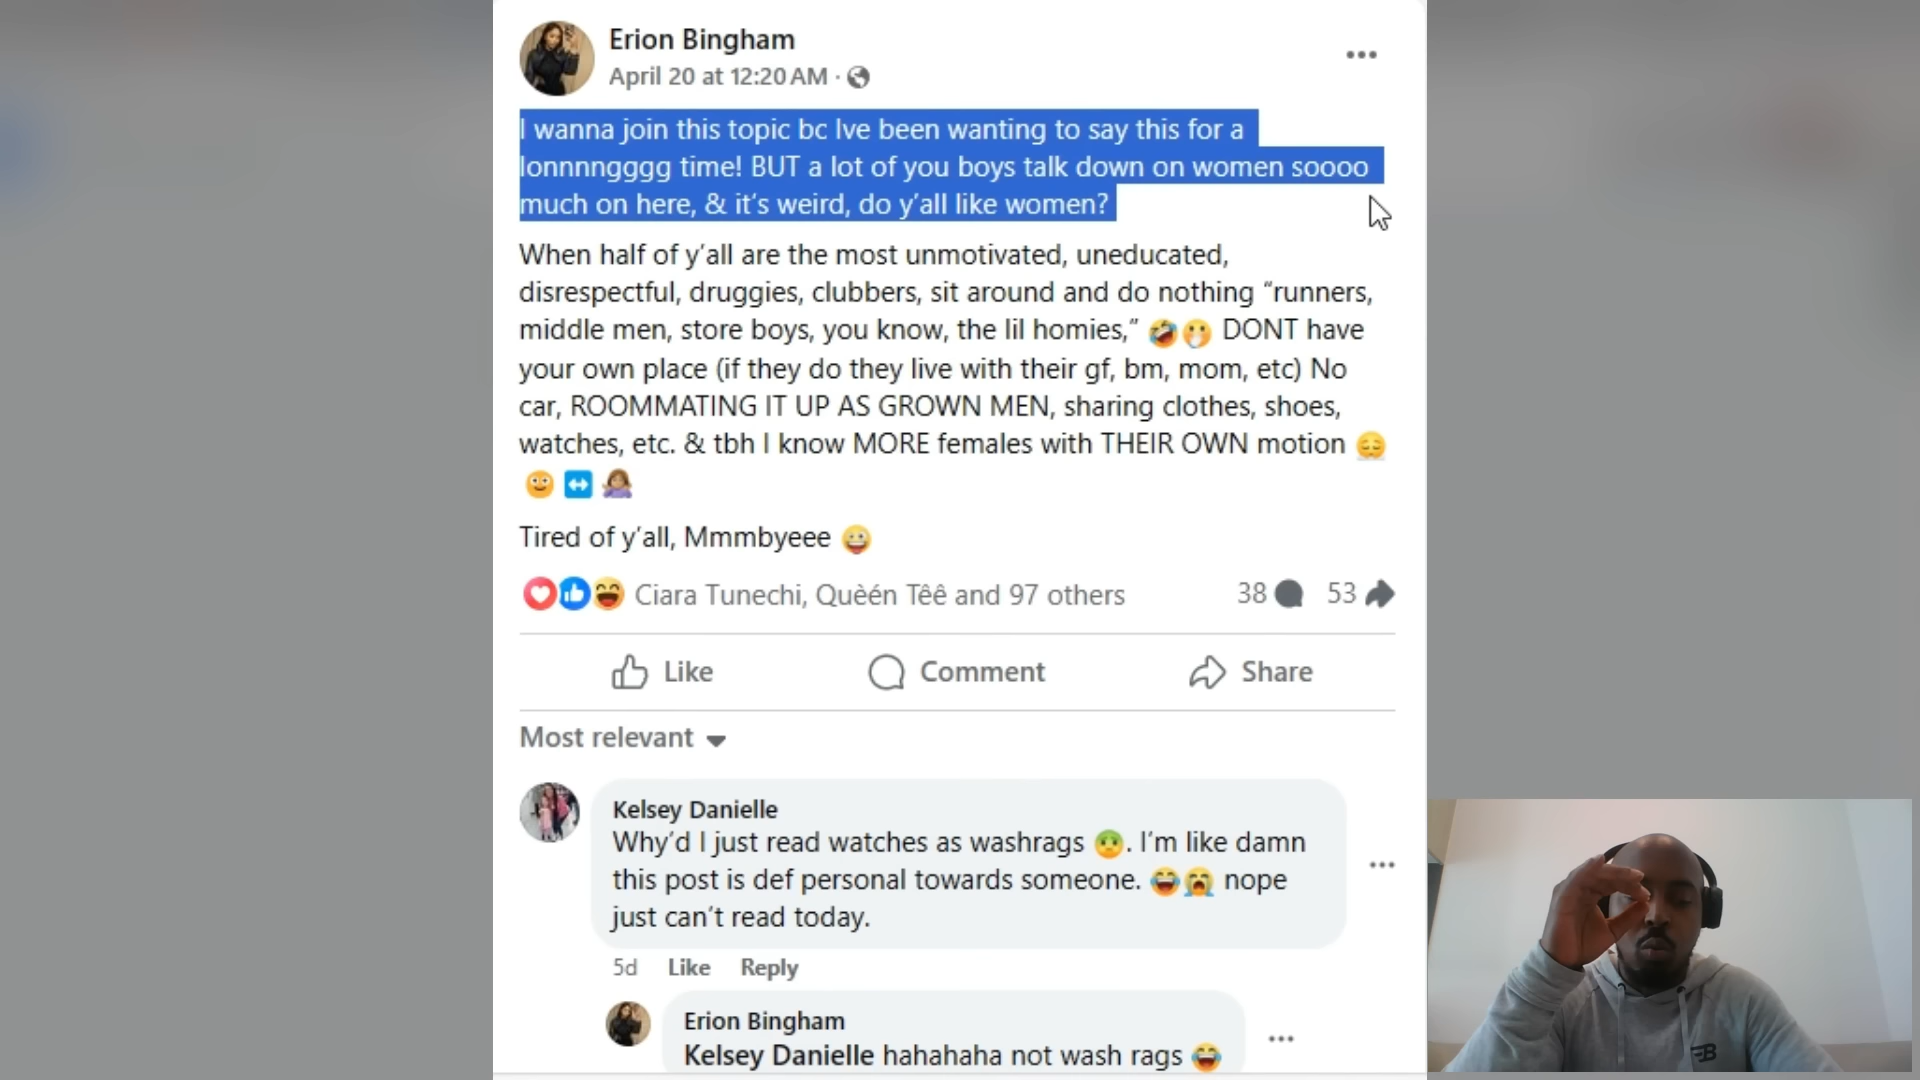 Erion Bingham
April 20 at 12:20 AM ·
I wanna join this topic bc Ive been wanting to say this for a
lonnnngggg time! BUT a lot of you boys talk down on women soooo
much on here, & it's weird, do y'all like women?
When half of y'all are the most unmotivated, uneducated,
disrespectful, druggies, clubbers, sit around and do nothing “runners,
middle men, store boys, you know, the lil homies,” 🤣🫢 DONT have
your own place (if they do they live with their gf, bm, mom, etc) No
car, ROOMMATING IT UP AS GROWN MEN, sharing clothes, shoes,
watches, etc. & tbh I know MORE females with THEIR OWN motion 😮‍💨
🙂‍↔️🙅🏽‍♀️
Tired of y'all, Mmmbyeee 😀
Ciara Tunechi, Quèén Têê and 97 others 38 53
Like Comment Share
Most relevant
Kelsey Danielle
Why'd I just read watches as washrags 🤢. I'm like damn
this post is def personal towards someone. 😂😭 nope
just can't read today.
5d Like Reply
Erion Bingham
Kelsey Danielle hahahaha not wash rags 😂